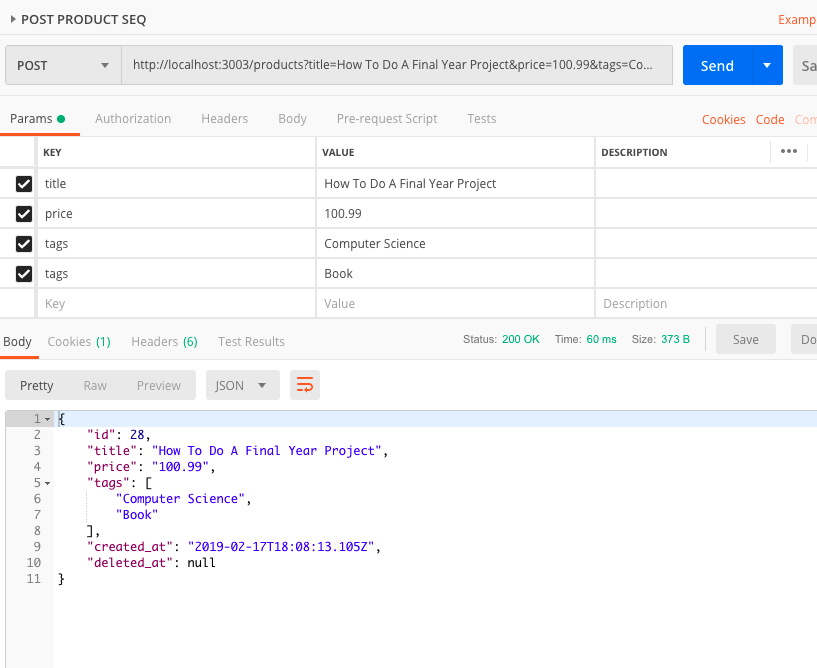 POST PRODUCT SEQ Examp
POST http://localhost:3003/products?title=How To Do A Final Year Project&price=100.99&tags=Co... Send Sa
Params Authorization Headers Body Pre-request Script Tests Cookies Code Com
KEY VALUE DESCRIPTION •••
title How To Do A Final Year Project
price 100.99
tags Computer Science
tags Book
Key Value Description
Body Cookies (1) Headers (6) Test Results Status: 200 OK Time: 60 ms Size: 373 B Save Do
Pretty Raw Preview JSON
1 {
2 "id": 28,
3 "title": "How To Do A Final Year Project",
4 "price": "100.99",
5 "tags": [
6 "Computer Science",
7 "Book"
8 ],
9 "created_at": "2019-02-17T18:08:13.105Z",
10 "deleted_at": null
11 }